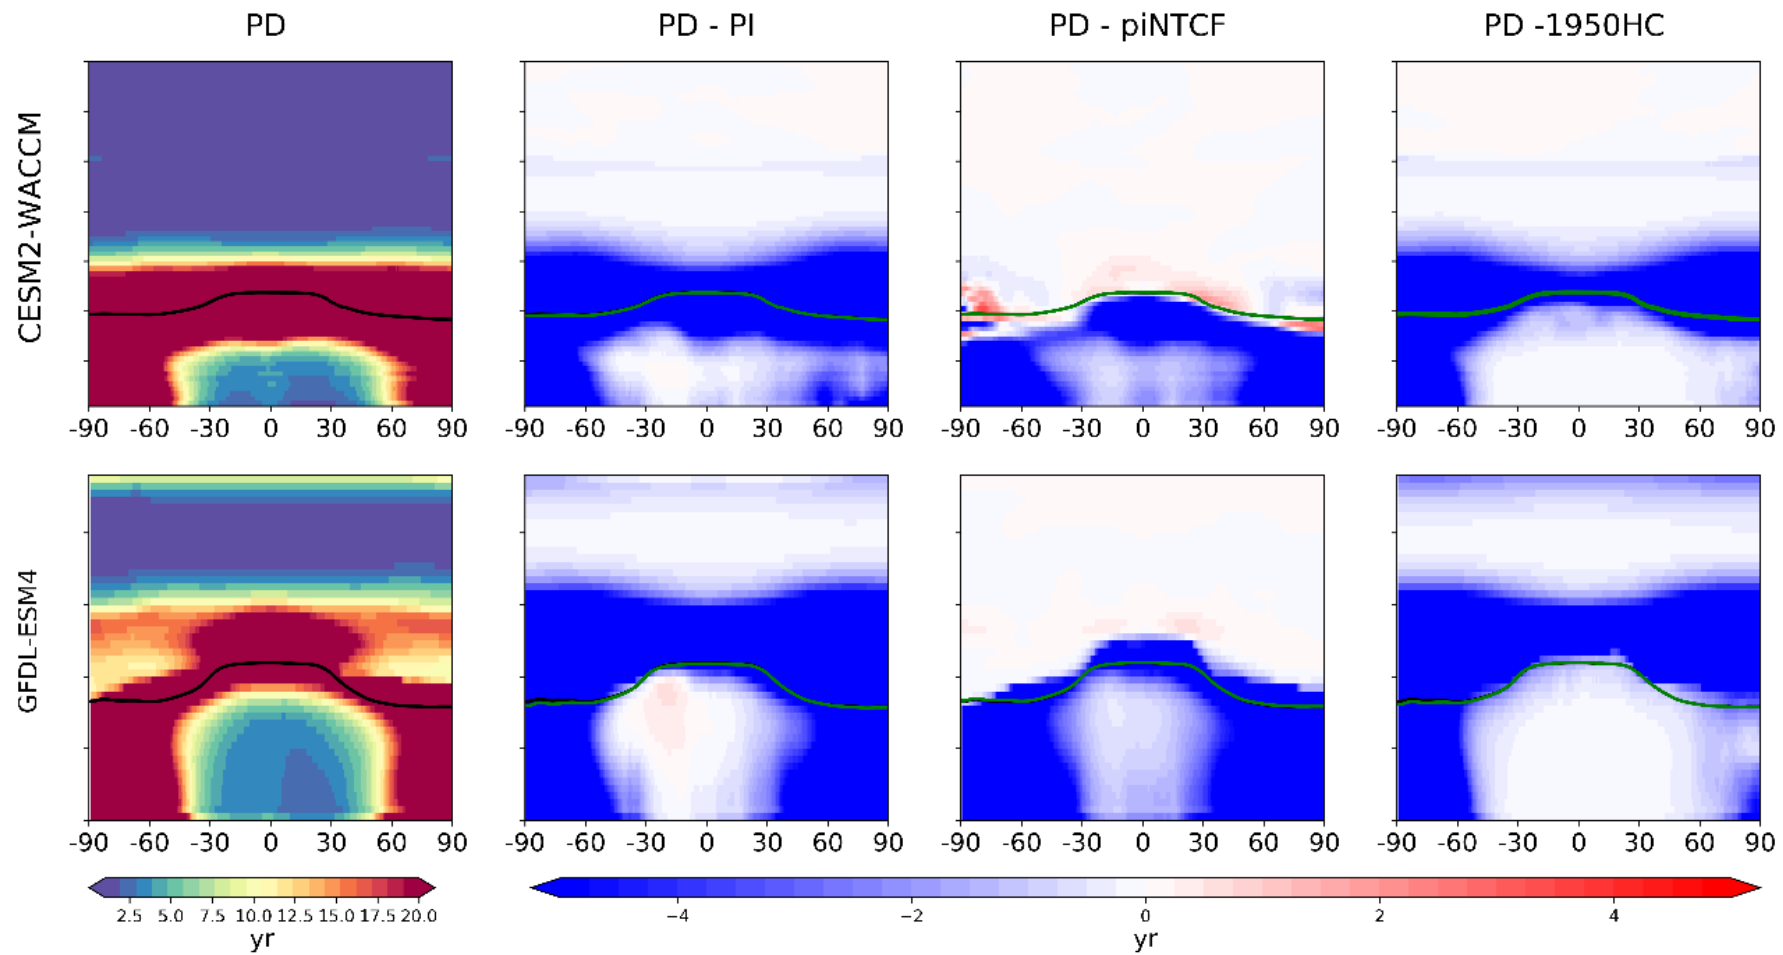 PD PD - PI PD - piNTCF PD -1950HC
CESM2-WACCM
-90 -60 -30 0 30 60 90 -90 -60 -30 0 30 60 90 -90 -60 -30 0 30 60 90 -90 -60 -30 0 30 60 90
GFDL-ESM4
-90 -60 -30 0 30 60 90 -90 -60 -30 0 30 60 90 -90 -60 -30 0 30 60 90 -90 -60 -30 0 30 60 90
2.5 5.0 7.5 10.0 12.5 15.0 17.5 20.0 −4 −2 0 2 4
yr yr